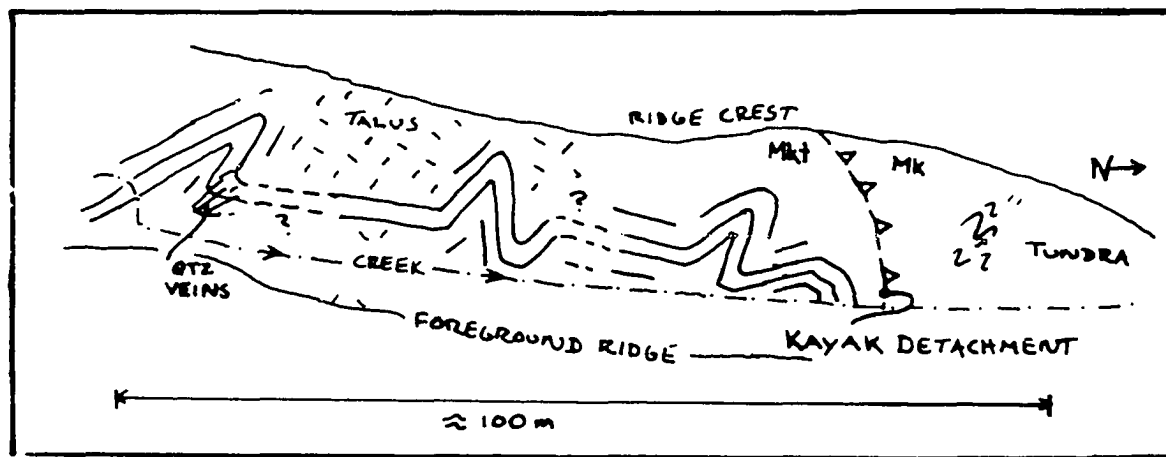 RIDGE CREST
TALUS
Mkt
Mk
N
?
?
TUNDRA
CREEK
QTZ
VEINS
FOREGROUND RIDGE
KAYAK DETACHMENT
≈ 100 m